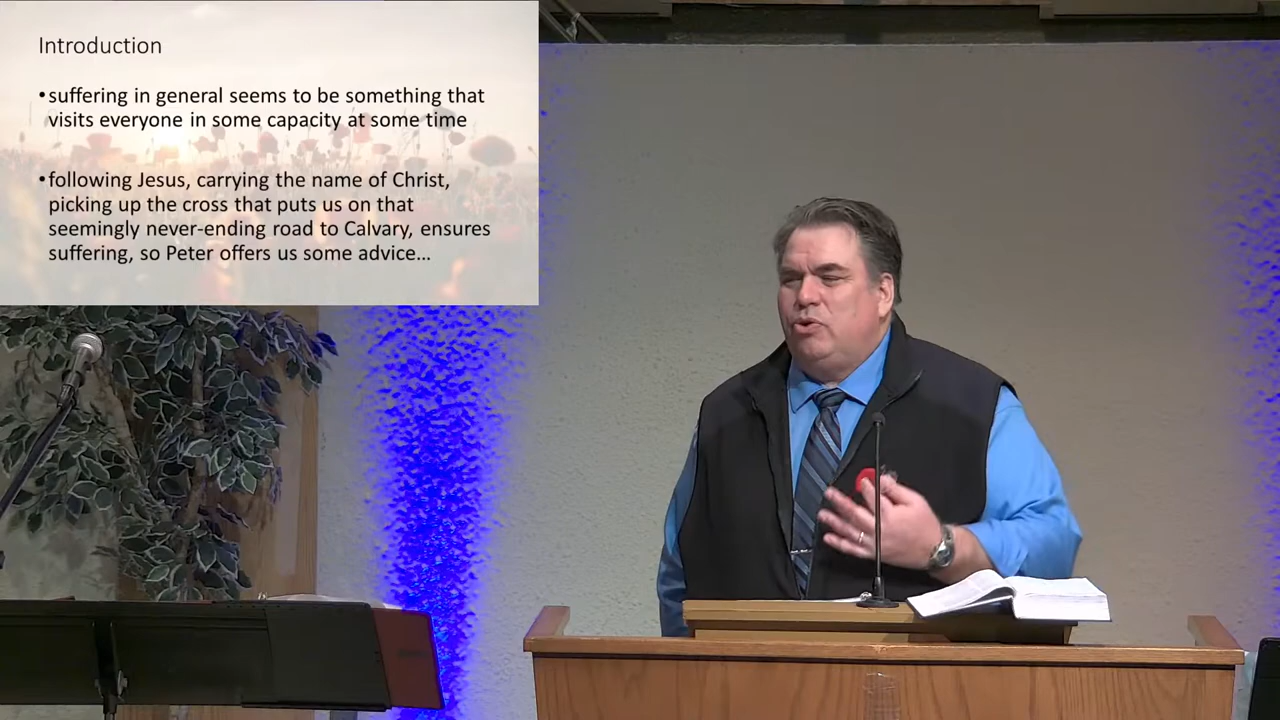 Introduction
•suffering in general seems to be something that
visits everyone in some capacity at some time
•following Jesus, carrying the name of Christ,
picking up the cross that puts us on that
seemingly never-ending road to Calvary, ensures
suffering, so Peter offers us some advice…